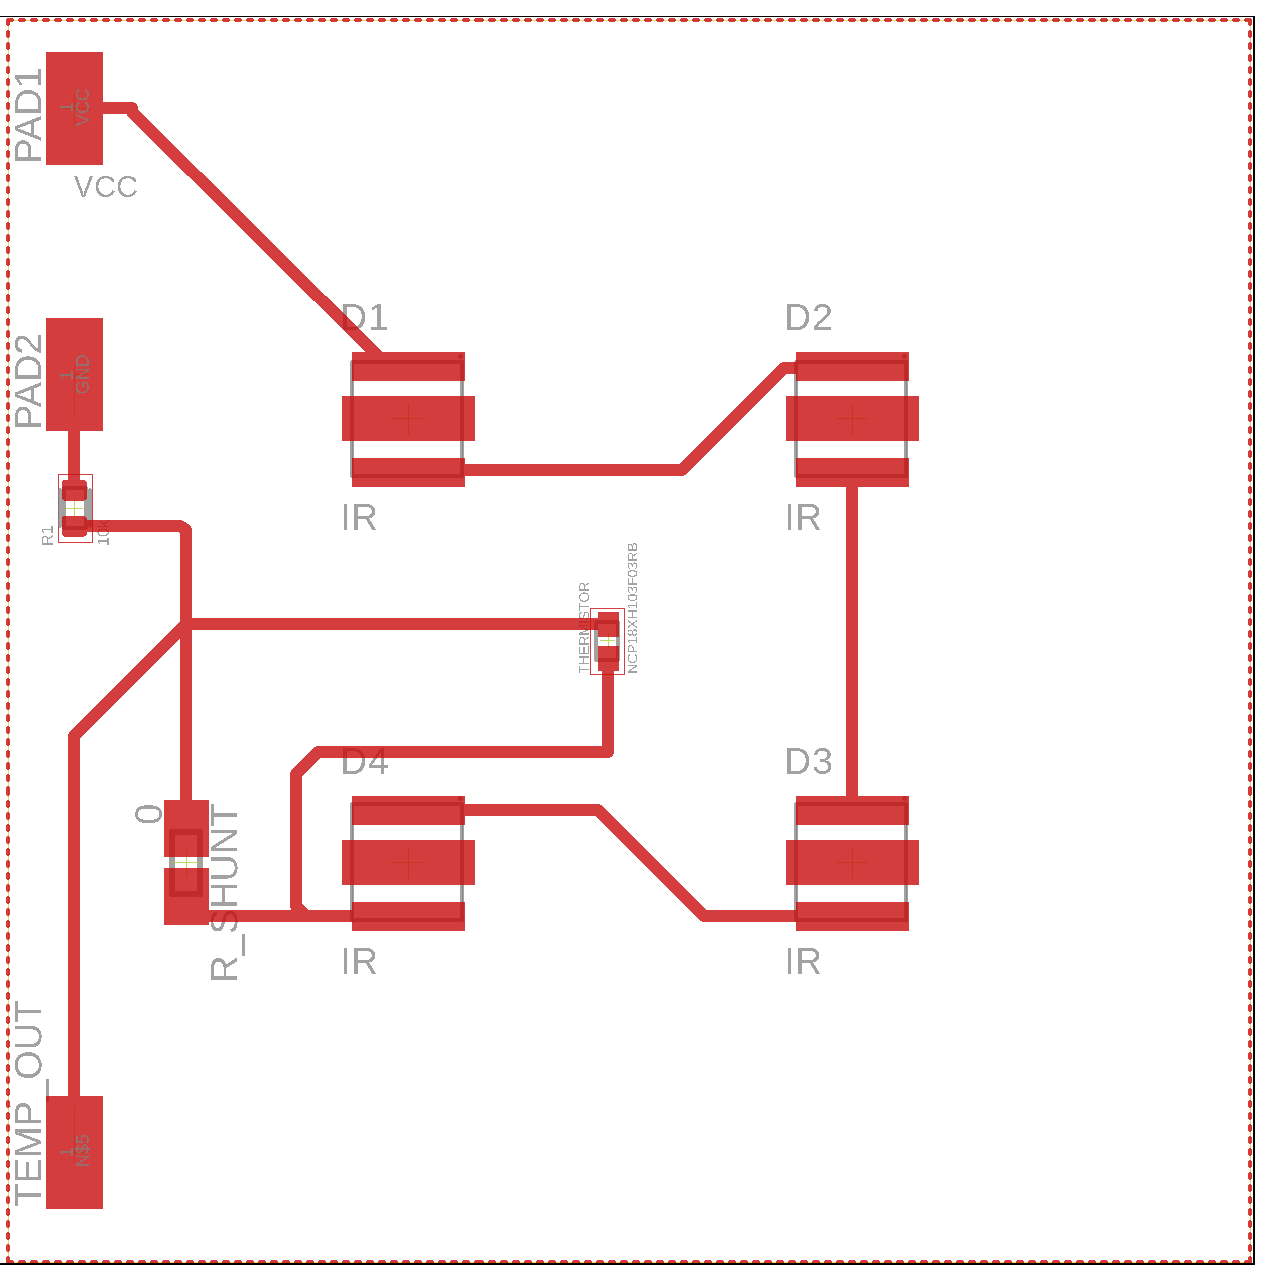 PAD1
1
VCC
VCC
PAD2
1
GND
D1
D2
IR
IR
R1
10k
THERMISTOR
NCP18XH103F03RB
D4
D3
0
R_SHUNT
IR
IR
TEMP_OUT
1
N$5